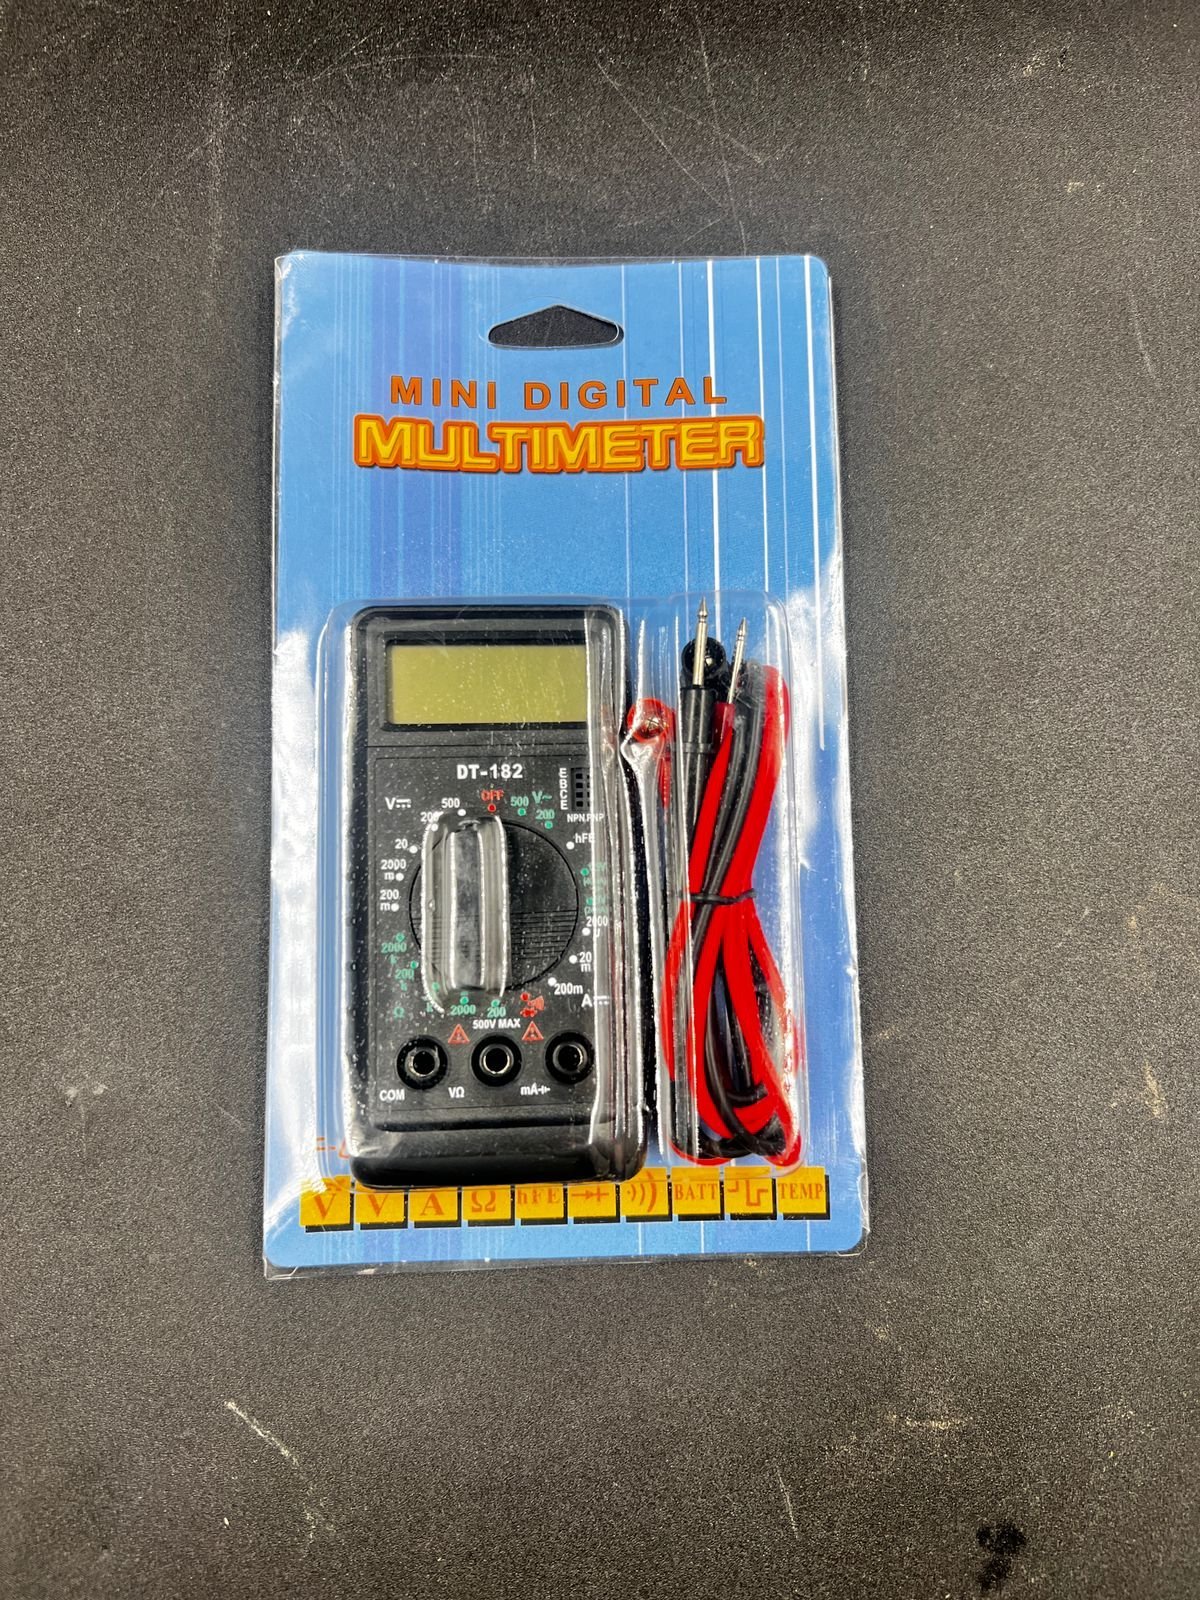 MINI DIGITAL
MULTIMETER
DT-182
E
B
C
E
NPN.PNP
V⎓
500
OFF
500
V~
200
200
20
hFE
2000
m
200
m
2000
k
200
k
Ω
2000
200
2000
μ
20
m
200m
A⎓
500V MAX
COM
VΩ
mA
V V A Ω hFE BATT TEMP